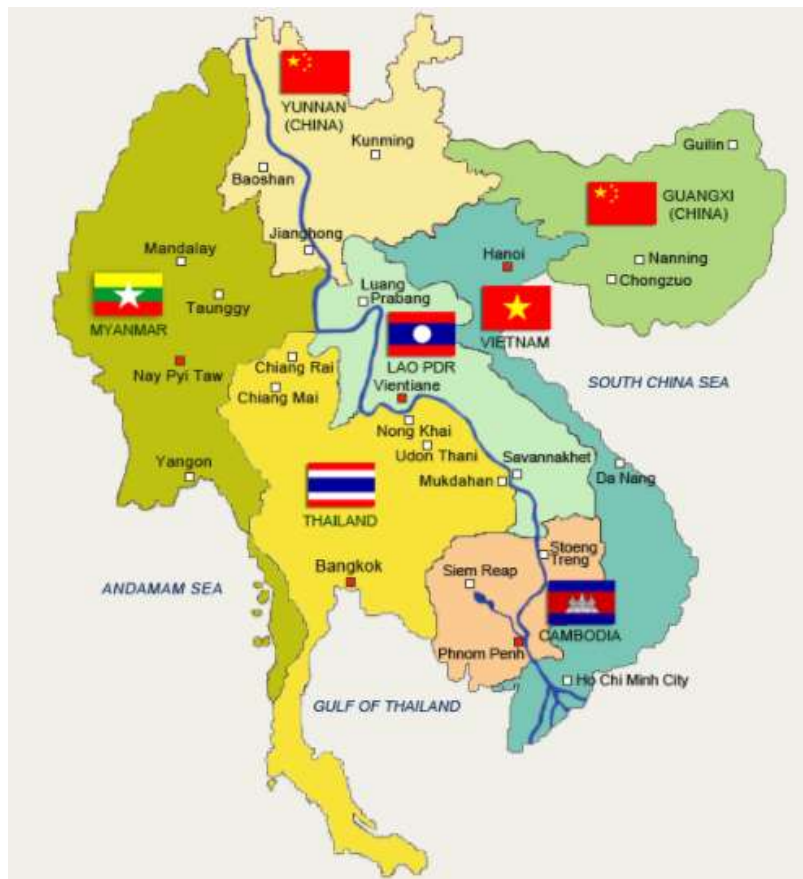 YUNNAN
(CHINA)
Kunming
Guilin
Baoshan
GUANGXI
(CHINA)
Jianghong
Mandalay
Hanoi
Nanning
Chongzuo
Luang
Prabang
Taunggy
MYANMAR
VIETNAM
LAO PDR
Chiang Rai
Nay Pyi Taw
Vientiane
SOUTH CHINA SEA
Chiang Mai
Nong Khai
Udon Thani
Yangon
Savannakhet
Mukdahan
Da Nang
THAILAND
Stoeng
Treng
Bangkok
Siem Reap
ANDAMAM SEA
CAMBODIA
Phnom Penh
Ho Chi Minh City
GULF OF THAILAND